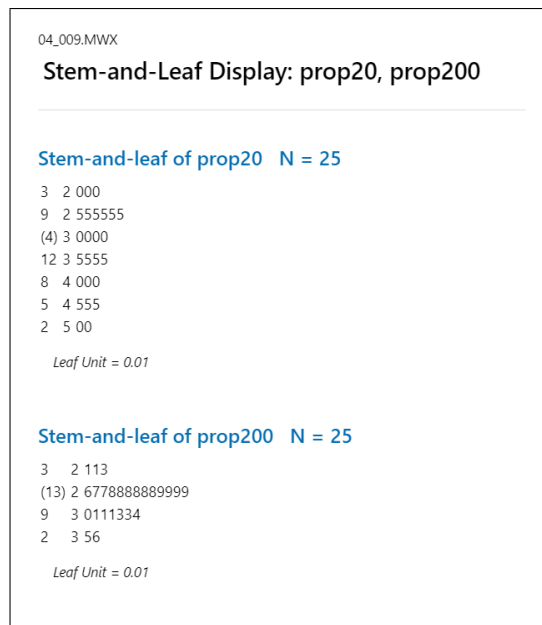 04_009.MWX
Stem-and-Leaf Display: prop20, prop200
Stem-and-leaf of prop20 N = 25
3 2 000
9 2 555555
(4) 3 0000
12 3 5555
8 4 000
5 4 555
2 5 00
Leaf Unit = 0.01
Stem-and-leaf of prop200 N = 25
3 2 113
(13) 2 6778888889999
9 3 0111334
2 3 56
Leaf Unit = 0.01